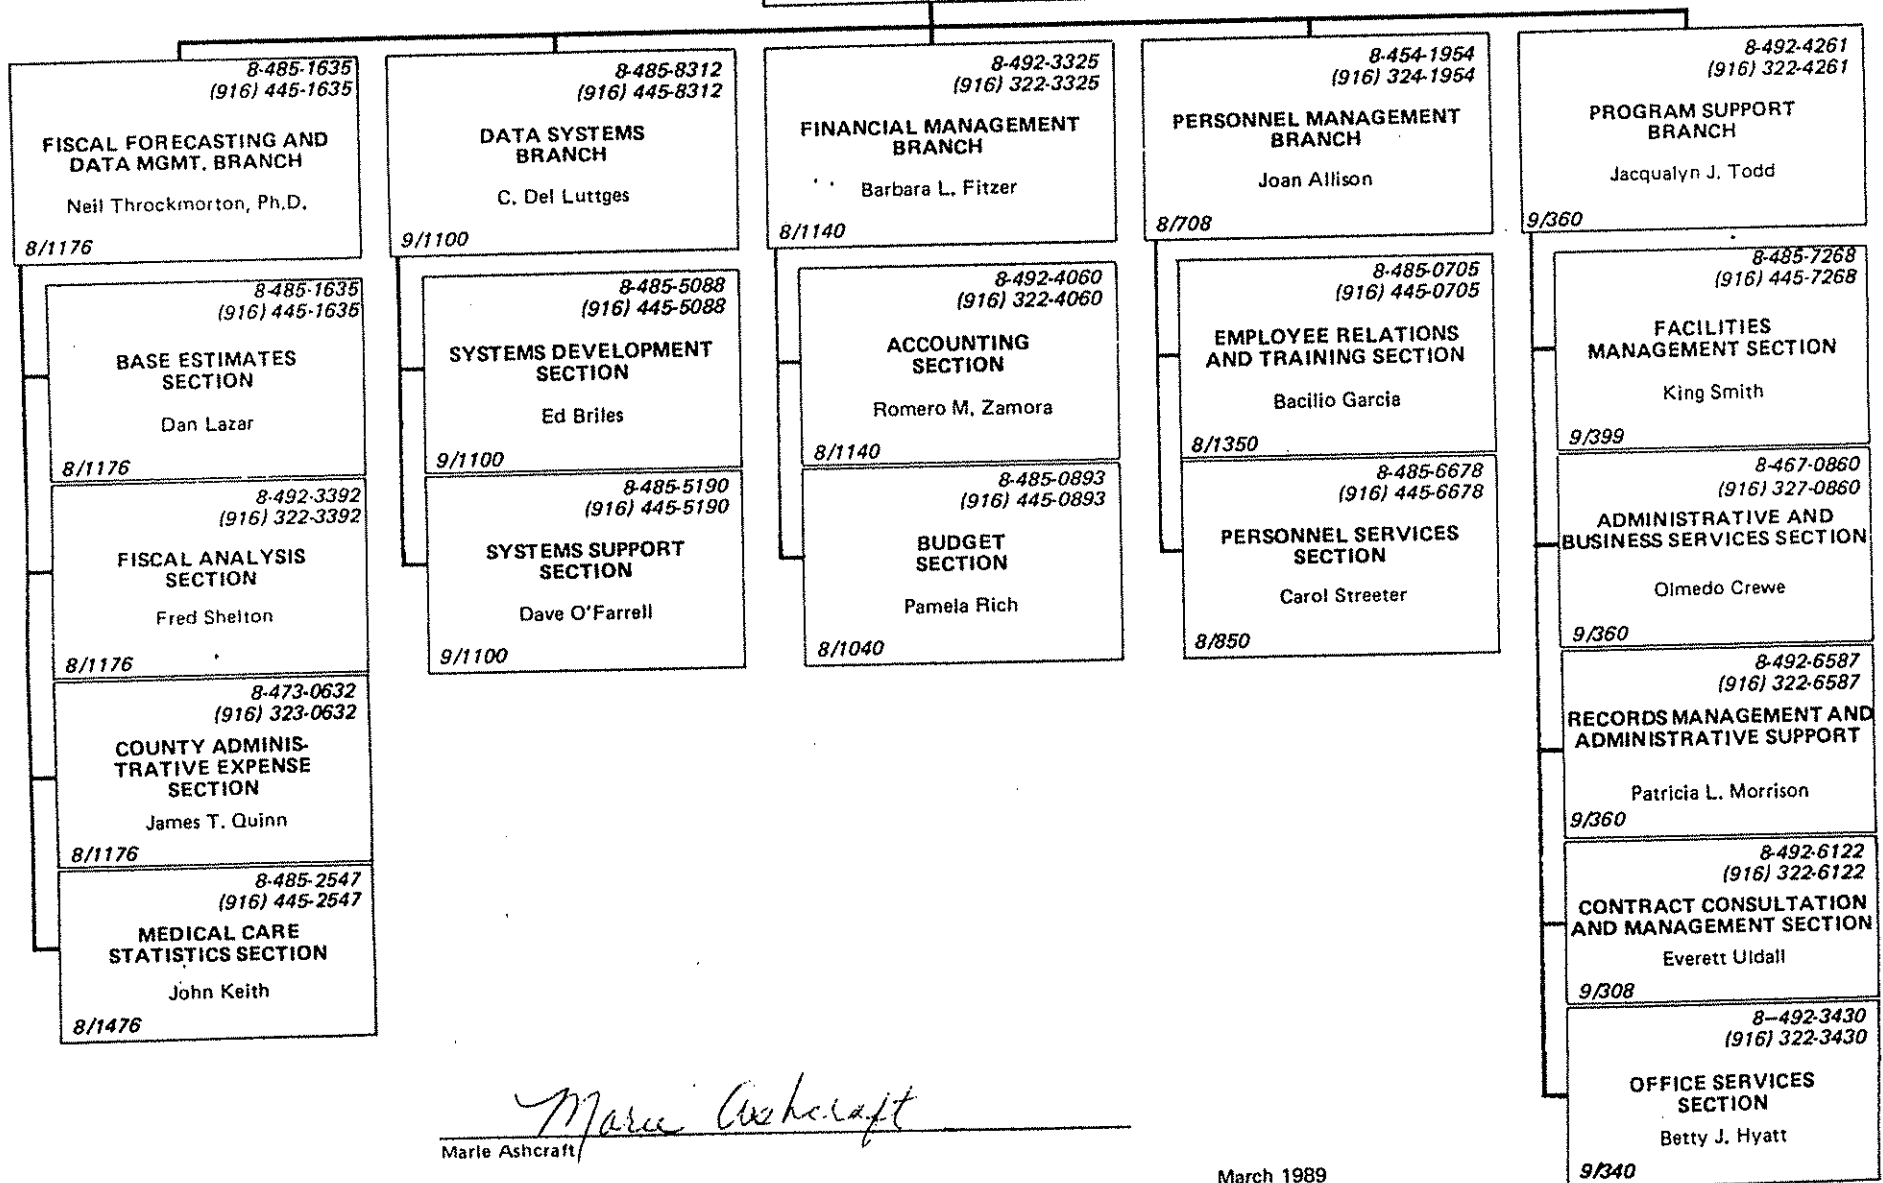 8-485-1635
(916) 445-1635
FISCAL FORECASTING AND
DATA MGMT. BRANCH
Neil Throckmorton, Ph.D.
8/1176
8-485-1635
(916) 445-1635
BASE ESTIMATES
SECTION
Dan Lazar
8/1176
8-492-3392
(916) 322-3392
FISCAL ANALYSIS
SECTION
Fred Shelton
8/1176
8-473-0632
(916) 323-0632
COUNTY ADMINIS-
TRATIVE EXPENSE
SECTION
James T. Quinn
8/1176
8-485-2547
(916) 445-2547
MEDICAL CARE
STATISTICS SECTION
John Keith
8/1476
8-485-8312
(916) 445-8312
DATA SYSTEMS
BRANCH
C. Del Luttges
9/1100
8-485-5088
(916) 445-5088
SYSTEMS DEVELOPMENT
SECTION
Ed Briles
9/1100
8-485-5190
(916) 445-5190
SYSTEMS SUPPORT
SECTION
Dave O'Farrell
9/1100
8-492-3325
(916) 322-3325
FINANCIAL MANAGEMENT
BRANCH
Barbara L. Fitzer
8/1140
8-492-4060
(916) 322-4060
ACCOUNTING
SECTION
Romero M. Zamora
8/1140
8-485-0893
(916) 445-0893
BUDGET
SECTION
Pamela Rich
8/1040
8-454-1954
(916) 324-1954
PERSONNEL MANAGEMENT
BRANCH
Joan Allison
8/708
8-485-0705
(916) 445-0705
EMPLOYEE RELATIONS
AND TRAINING SECTION
Bacilio Garcia
8/1350
8-485-6678
(916) 445-6678
PERSONNEL SERVICES
SECTION
Carol Streeter
8/850
8-492-4261
(916) 322-4261
PROGRAM SUPPORT
BRANCH
Jacqualyn J. Todd
9/360
8-485-7268
(916) 445-7268
FACILITIES
MANAGEMENT SECTION
King Smith
9/399
8-467-0860
(916) 327-0860
ADMINISTRATIVE AND
BUSINESS SERVICES SECTION
Olmedo Crewe
9/360
8-492-6587
(916) 322-6587
RECORDS MANAGEMENT AND
ADMINISTRATIVE SUPPORT
Patricia L. Morrison
9/360
8-492-6122
(916) 322-6122
CONTRACT CONSULTATION
AND MANAGEMENT SECTION
Everett Uldall
9/308
8-492-3430
(916) 322-3430
OFFICE SERVICES
SECTION
Betty J. Hyatt
9/340
Marie Ashcraft
Marie Ashcraft
March 1989